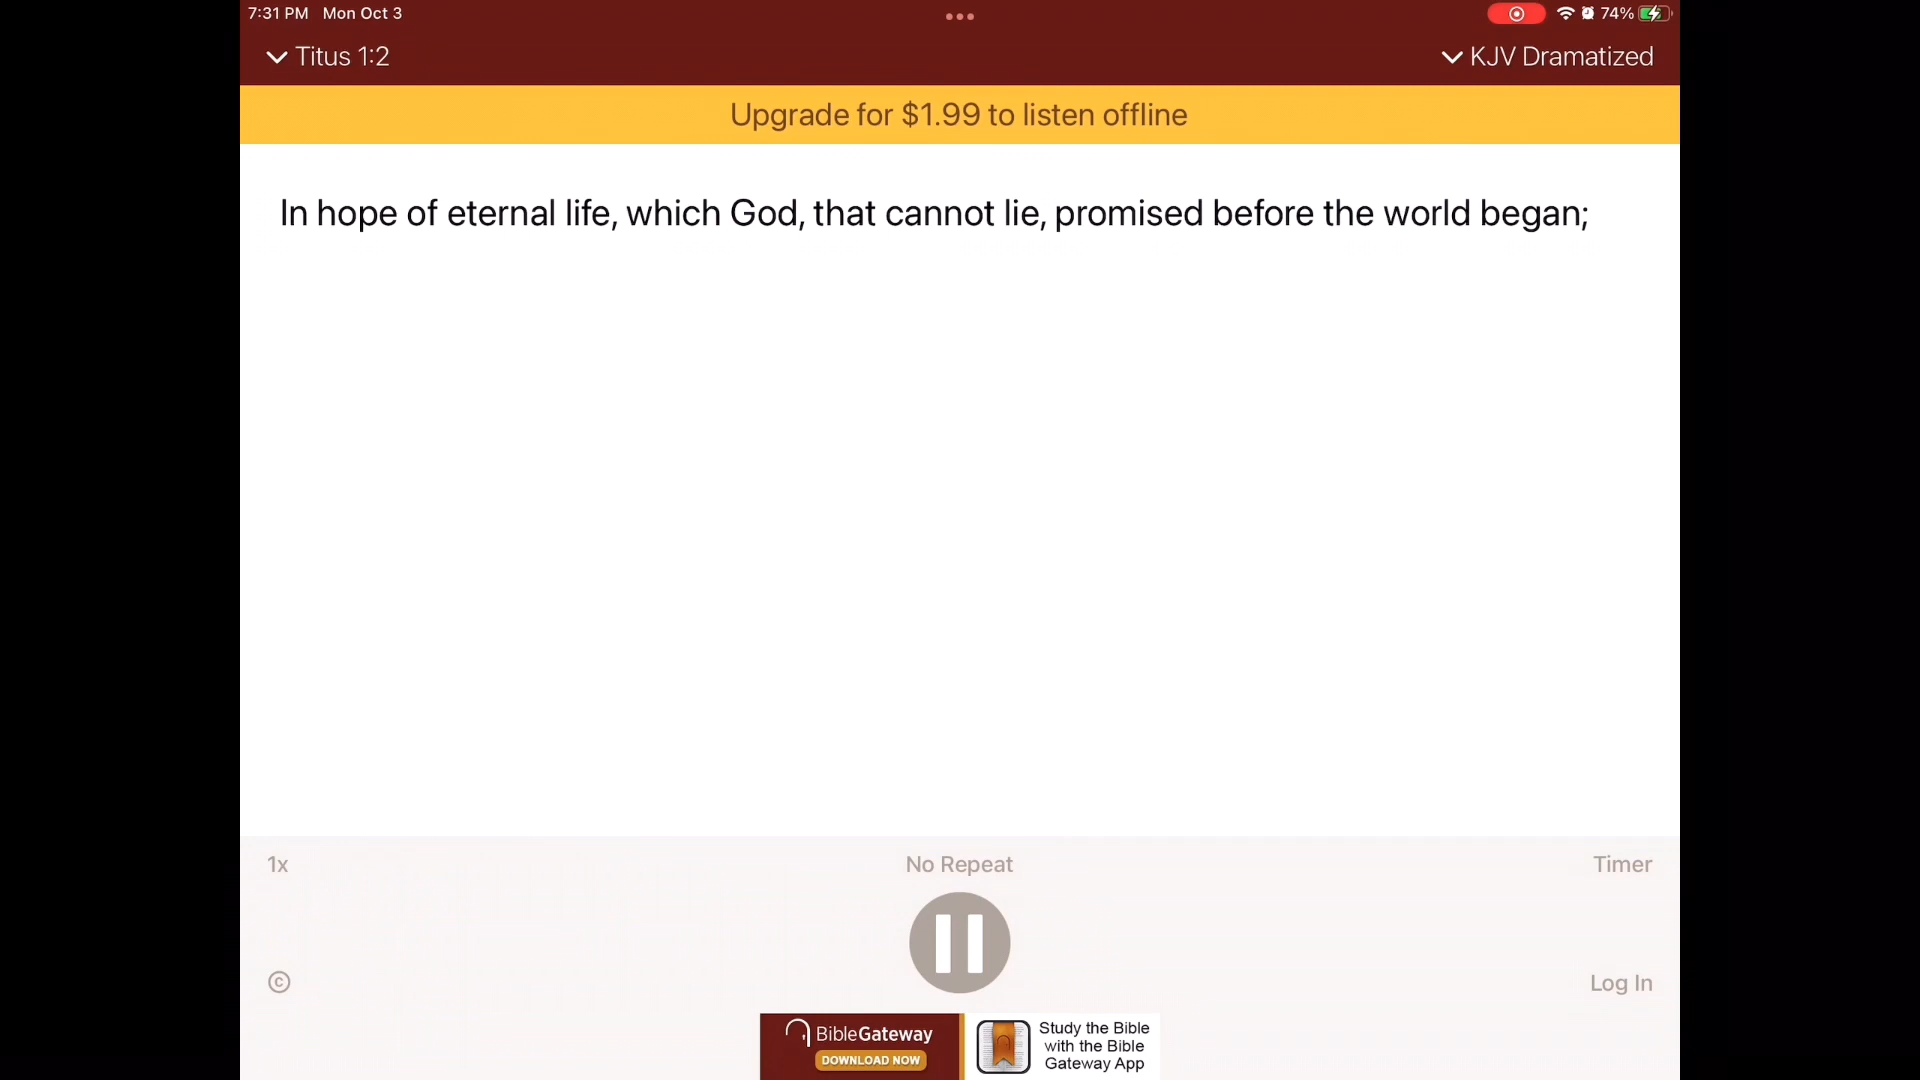 7:31 PM Mon Oct 3
74%
Titus 1:2
KJV Dramatized
Upgrade for $1.99 to listen offline
In hope of eternal life, which God, that cannot lie, promised before the world began;
1x
No Repeat
Timer
©
Log In
BibleGateway
DOWNLOAD NOW
Study the Bible
with the Bible
Gateway App